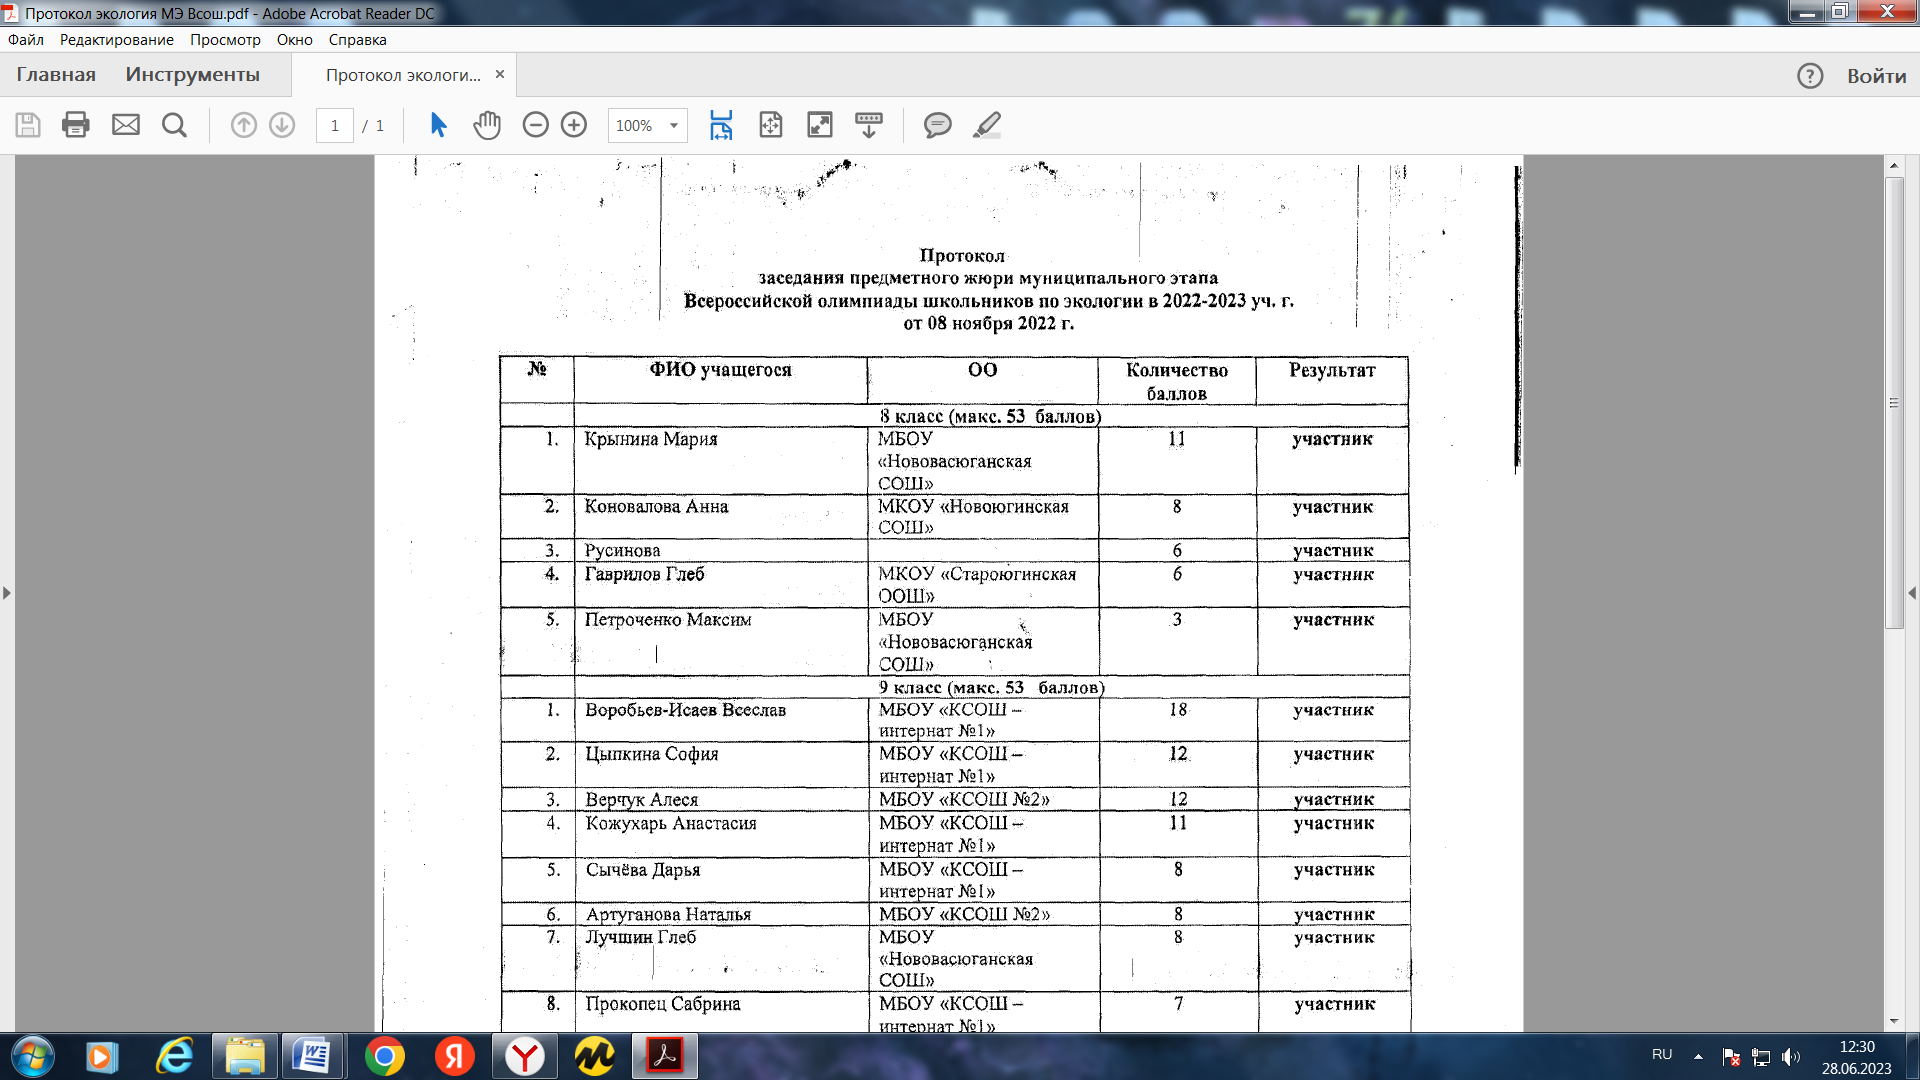 Протокол экология МЭ Всош.pdf - Adobe Acrobat Reader DC
Файл Редактирование Просмотр Окно Справка
Главная Инструменты Протокол экологи... × Войти
1 / 1 100%
Протокол
заседания предметного жюри муниципального этапа
Всероссийской олимпиады школьников по экологии в 2022-2023 уч. г.
от 08 ноября 2022 г.
№ ФИО учащегося ОО Количество баллов Результат
8 класс (макс. 53 баллов)
1. Крынина Мария МБОУ 11 участник
«Нововасюганская
СОШ»
2. Коновалова Анна МКОУ «Новоюгинская 8 участник
СОШ»
3. Русинова 6 участник
4. Гаврилов Глеб МКОУ «Староюгинская 6 участник
ООШ»
5. Петроченко Максим МБОУ 3 участник
«Нововасюганская
СОШ»
9 класс (макс. 53 баллов)
1. Воробьев-Исаев Всеслав МБОУ «КСОШ – 18 участник
интернат №1»
2. Цыпкина София МБОУ «КСОШ – 12 участник
интернат №1»
3. Верчук Алеся МБОУ «КСОШ №2» 12 участник
4. Кожухарь Анастасия МБОУ «КСОШ – 11 участник
интернат №1»
5. Сычёва Дарья МБОУ «КСОШ – 8 участник
интернат №1»
6. Артуганова Наталья МБОУ «КСОШ №2» 8 участник
7. Лучшин Глеб МБОУ 8 участник
«Нововасюганская
СОШ»
8. Прокопец Сабрина МБОУ «КСОШ – 7 участник
интернат №1»
RU 12:30
28.06.2023